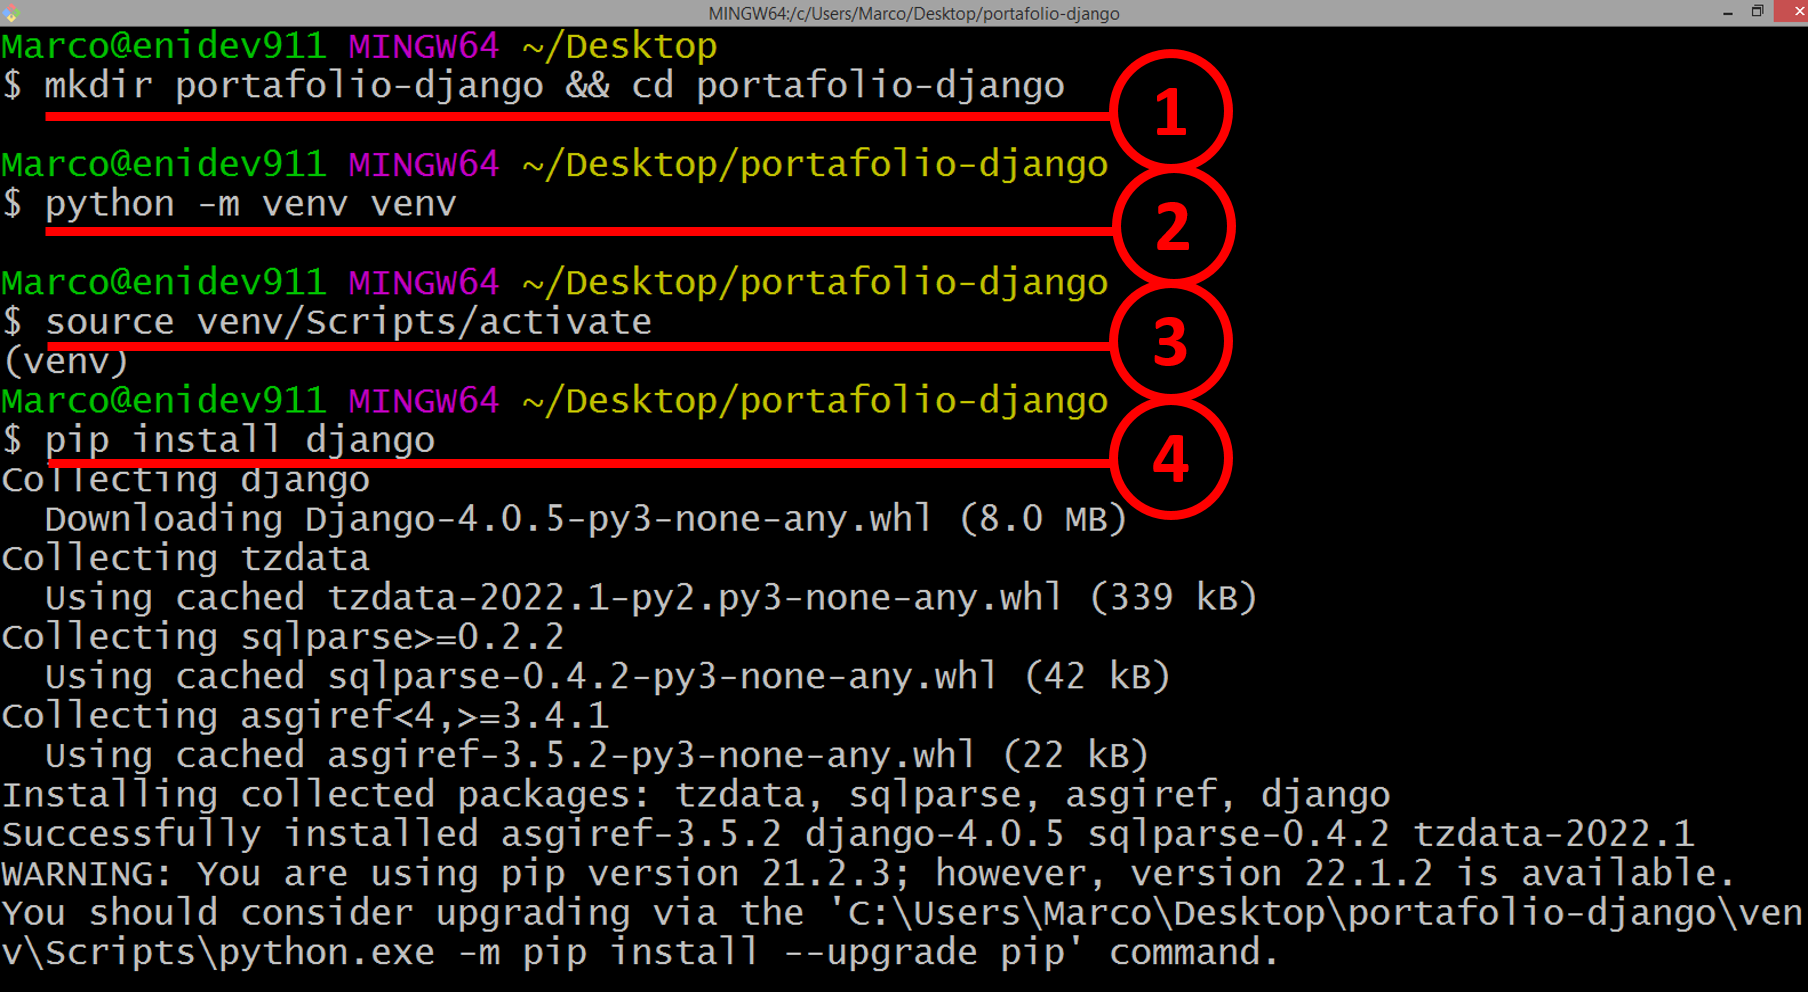 MINGW64:/c/Users/Marco/Desktop/portafolio-django
Marco@enidev911 MINGW64 ~/Desktop
$ mkdir portafolio-django && cd portafolio-django
1
Marco@enidev911 MINGW64 ~/Desktop/portafolio-django
$ python -m venv venv
2
Marco@enidev911 MINGW64 ~/Desktop/portafolio-django
$ source venv/Scripts/activate
3
(venv)
Marco@enidev911 MINGW64 ~/Desktop/portafolio-django
$ pip install django
4
Collecting django
  Downloading Django-4.0.5-py3-none-any.whl (8.0 MB)
Collecting tzdata
  Using cached tzdata-2022.1-py2.py3-none-any.whl (339 kB)
Collecting sqlparse>=0.2.2
  Using cached sqlparse-0.4.2-py3-none-any.whl (42 kB)
Collecting asgiref<4,>=3.4.1
  Using cached asgiref-3.5.2-py3-none-any.whl (22 kB)
Installing collected packages: tzdata, sqlparse, asgiref, django
Successfully installed asgiref-3.5.2 django-4.0.5 sqlparse-0.4.2 tzdata-2022.1
WARNING: You are using pip version 21.2.3; however, version 22.1.2 is available.
You should consider upgrading via the 'C:\Users\Marco\Desktop\portafolio-django\ven
v\Scripts\python.exe -m pip install --upgrade pip' command.